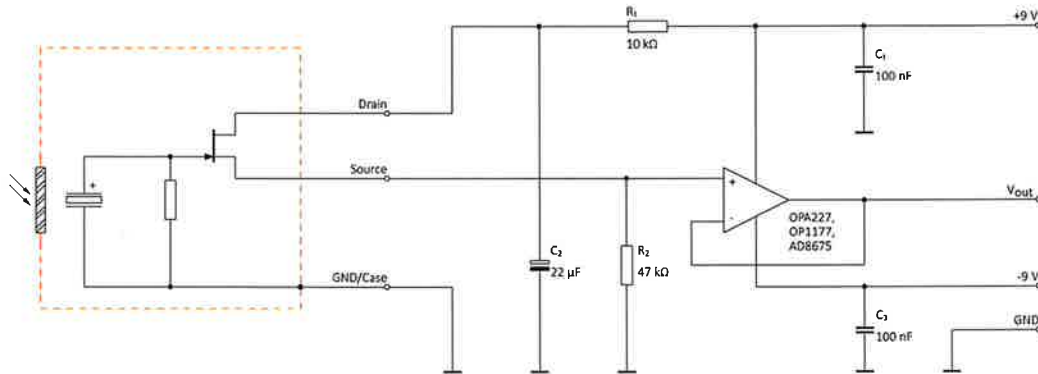 R₁
10 kΩ
+9 V
C₁
100 nF
Drain
Source
+
+
-
Vout
OPA227,
OP1177,
AD8675
C₂
22 µF
R₂
47 kΩ
GND/Case
-9 V
C₃
100 nF
GND